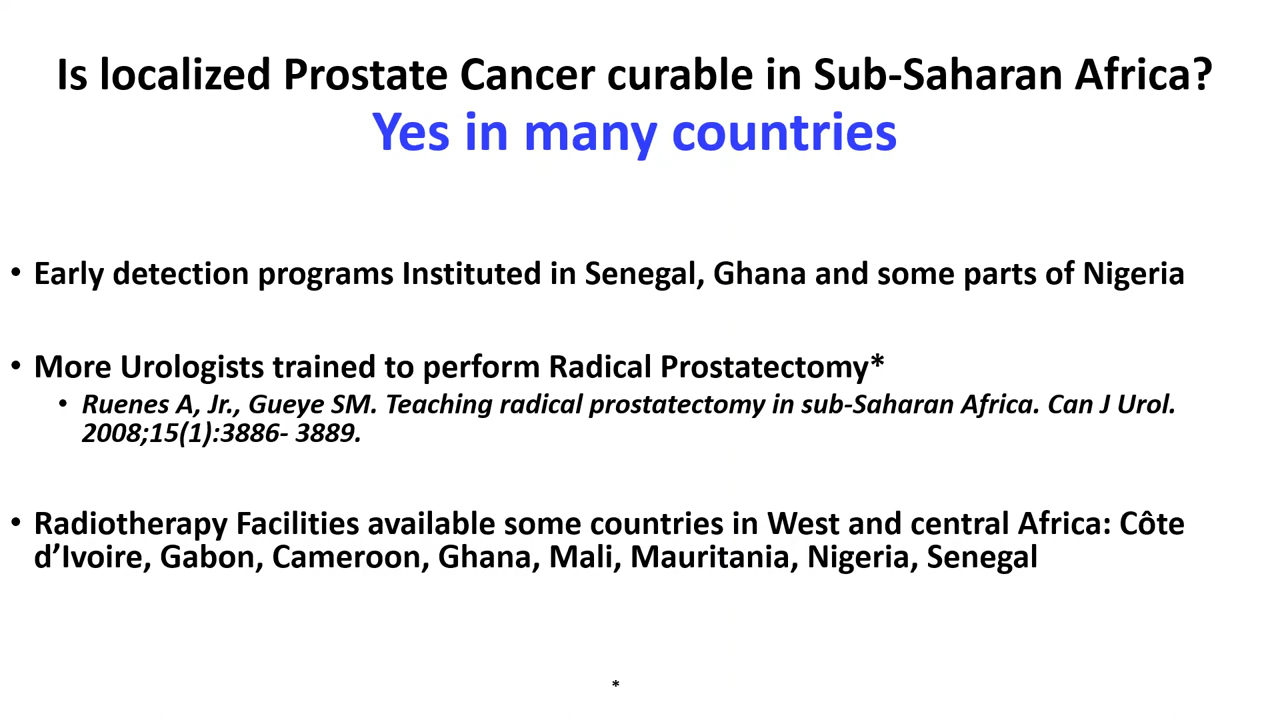 Is localized Prostate Cancer curable in Sub-Saharan Africa?
Yes in many countries
• Early detection programs Instituted in Senegal, Ghana and some parts of Nigeria
• More Urologists trained to perform Radical Prostatectomy*
• Ruenes A, Jr., Gueye SM. Teaching radical prostatectomy in sub-Saharan Africa. Can J Urol.
2008;15(1):3886- 3889.
• Radiotherapy Facilities available some countries in West and central Africa: Côte
d’Ivoire, Gabon, Cameroon, Ghana, Mali, Mauritania, Nigeria, Senegal
*